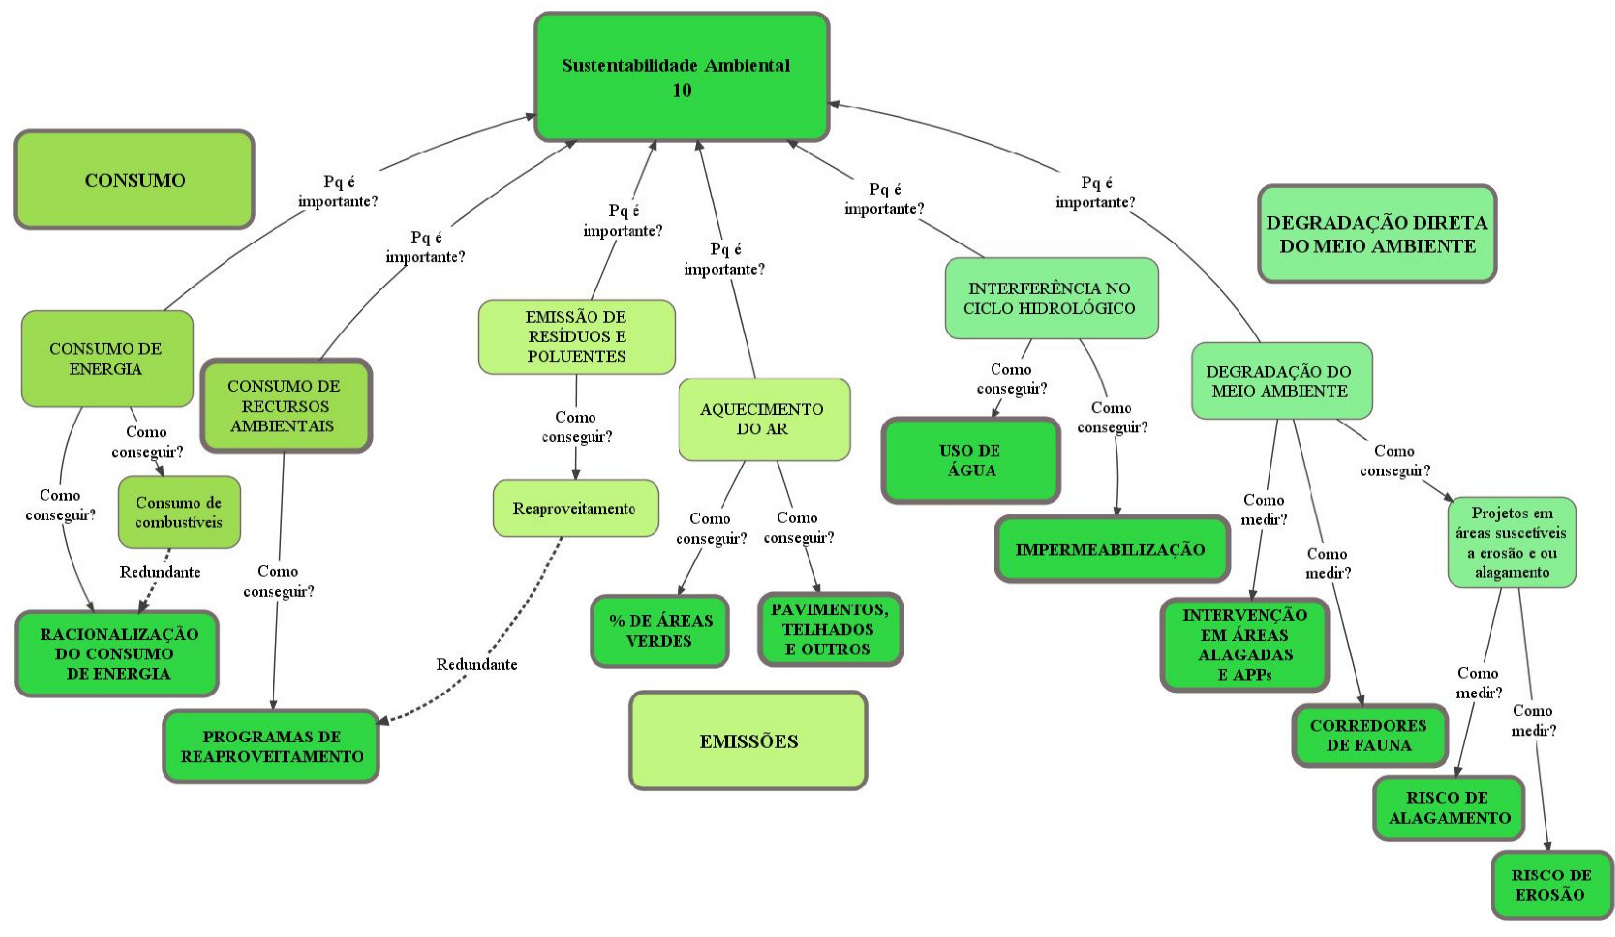 Sustentabilidade Ambiental
10
CONSUMO
Pq é
importante?
Pq é
importante?
Pq é
importante?
Pq é
importante?
Pq é
importante?
Pq é
importante?
DEGRADAÇÃO DIRETA
DO MEIO AMBIENTE
CONSUMO DE
ENERGIA
CONSUMO DE
RECURSOS
AMBIENTAIS
EMISSÃO DE
RESÍDUOS E
POLUENTES
AQUECIMENTO
DO AR
INTERFERÊNCIA NO
CICLO HIDROLÓGICO
DEGRADAÇÃO DO
MEIO AMBIENTE
Como
conseguir?
Como
conseguir?
Consumo de
combustíveis
Redundante
RACIONALIZAÇÃO
DO CONSUMO
DE ENERGIA
Como
conseguir?
PROGRAMAS DE
REAPROVEITAMENTO
Como
conseguir?
Reaproveitamento
Redundante
Como
conseguir?
Como
conseguir?
% DE ÁREAS
VERDES
PAVIMENTOS,
TELHADOS
E OUTROS
EMISSÕES
Como
conseguir?
Como
conseguir?
USO DE
ÁGUA
IMPERMEABILIZAÇÃO
Como
medir?
Como
medir?
Como
conseguir?
Projetos em
áreas suscetíveis
a erosão e ou
alagamento
INTERVENÇÃO
EM ÁREAS
ALAGADAS
E APPs
CORREDORES
DE FAUNA
Como
medir?
Como
medir?
RISCO DE
ALAGAMENTO
RISCO DE
EROSÃO